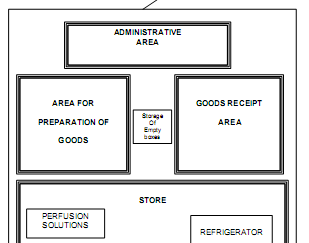 ADMINISTRATIVE
AREA
AREA FOR
PREPARATION OF
GOODS
Storage
Of
Empty
boxes
GOODS RECEIPT
AREA
STORE
PERFUSION
SOLUTIONS
REFRIGERATOR